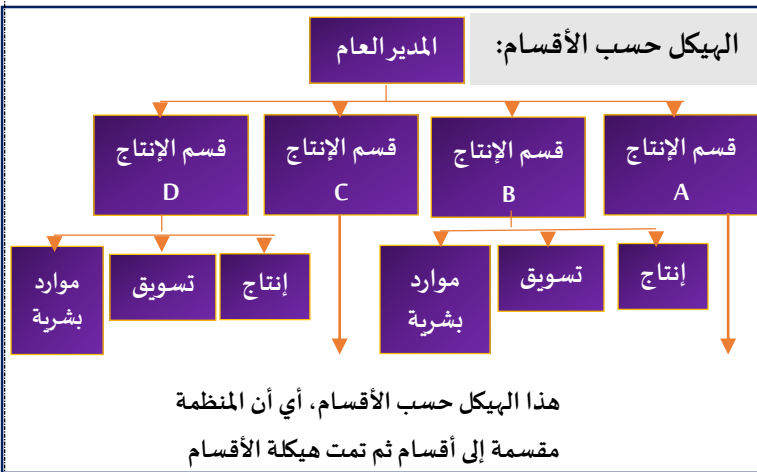 الهيكل حسب الأقسام:
المدير العام
قسم الإنتاج
A
قسم الإنتاج
B
قسم الإنتاج
C
قسم الإنتاج
D
إنتاج
تسويق
موارد
بشرية
إنتاج
تسويق
موارد
بشرية
هذا الهيكل حسب الأقسام، أي أن المنظمة
مقسمة إلى أقسام ثم تمت هيكلة الأقسام